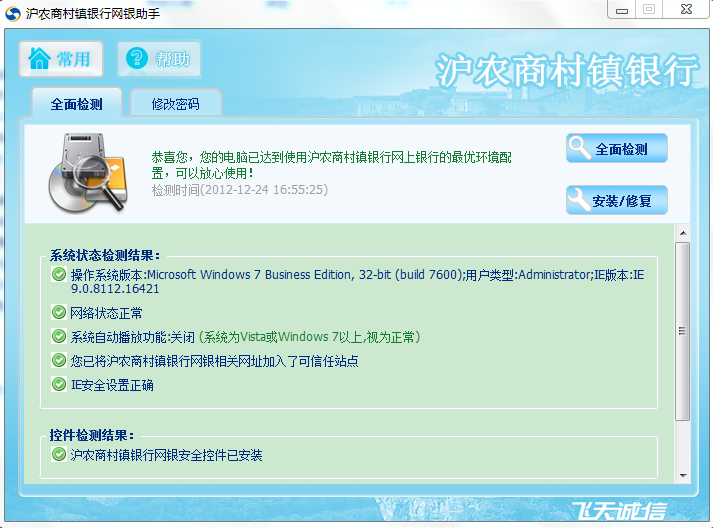 沪农商村镇银行网银助手
常用
帮助
沪农商村镇银行
全面检测
修改密码
恭喜您，您的电脑已达到使用沪农商村镇银行网上银行的最优环境配
置，可以放心使用！
检测时间(2012-12-24 16:55:25)
全面检测
安装/修复
系统状态检测结果：
操作系统版本:Microsoft Windows 7 Business Edition, 32-bit (build 7600);用户类型:Administrator;IE版本:IE
9.0.8112.16421
网络状态正常
系统自动播放功能:关闭 (系统为Vista或Windows 7以上,视为正常)
您已将沪农商村镇银行网银相关网址加入了可信任站点
IE安全设置正确
控件检测结果：
沪农商村镇银行网银安全控件已安装
飞天诚信